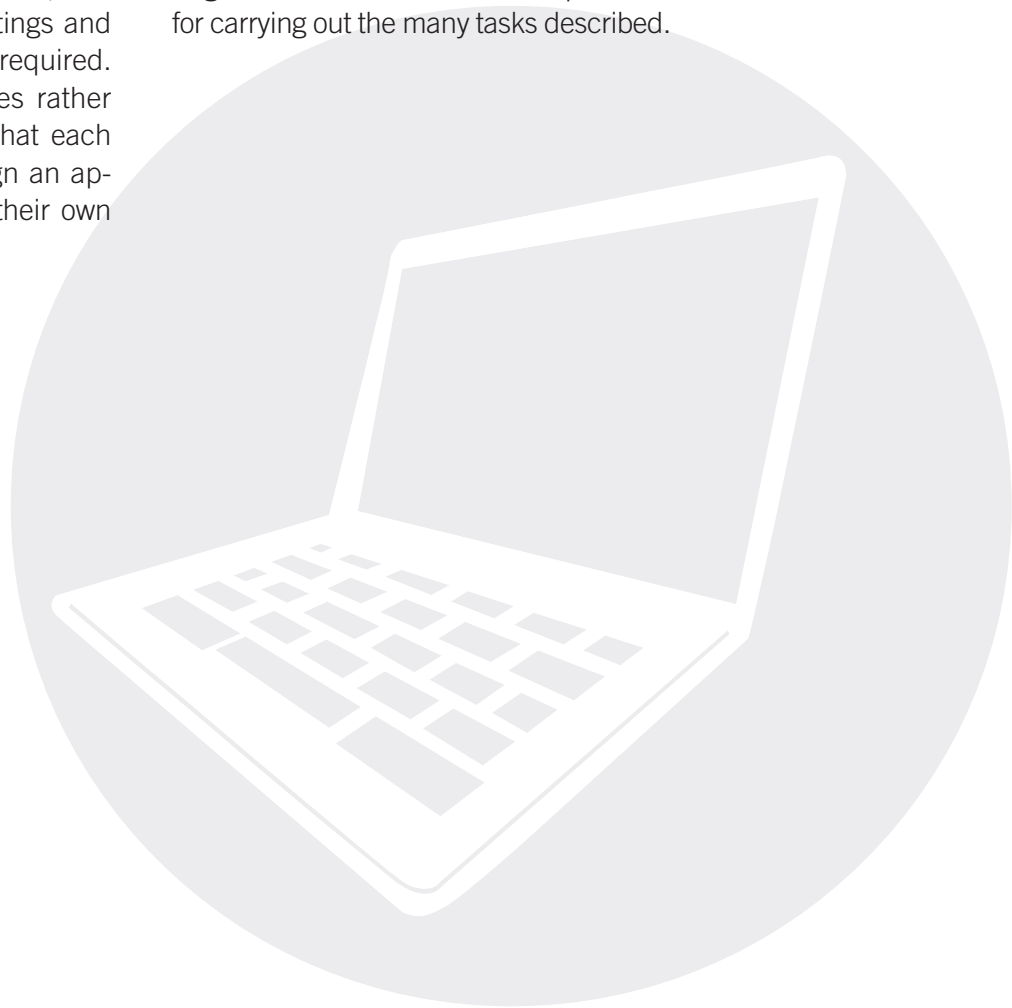 tings and
required.
es rather
hat each
gn an ap-
their own
for carrying out the many tasks described.